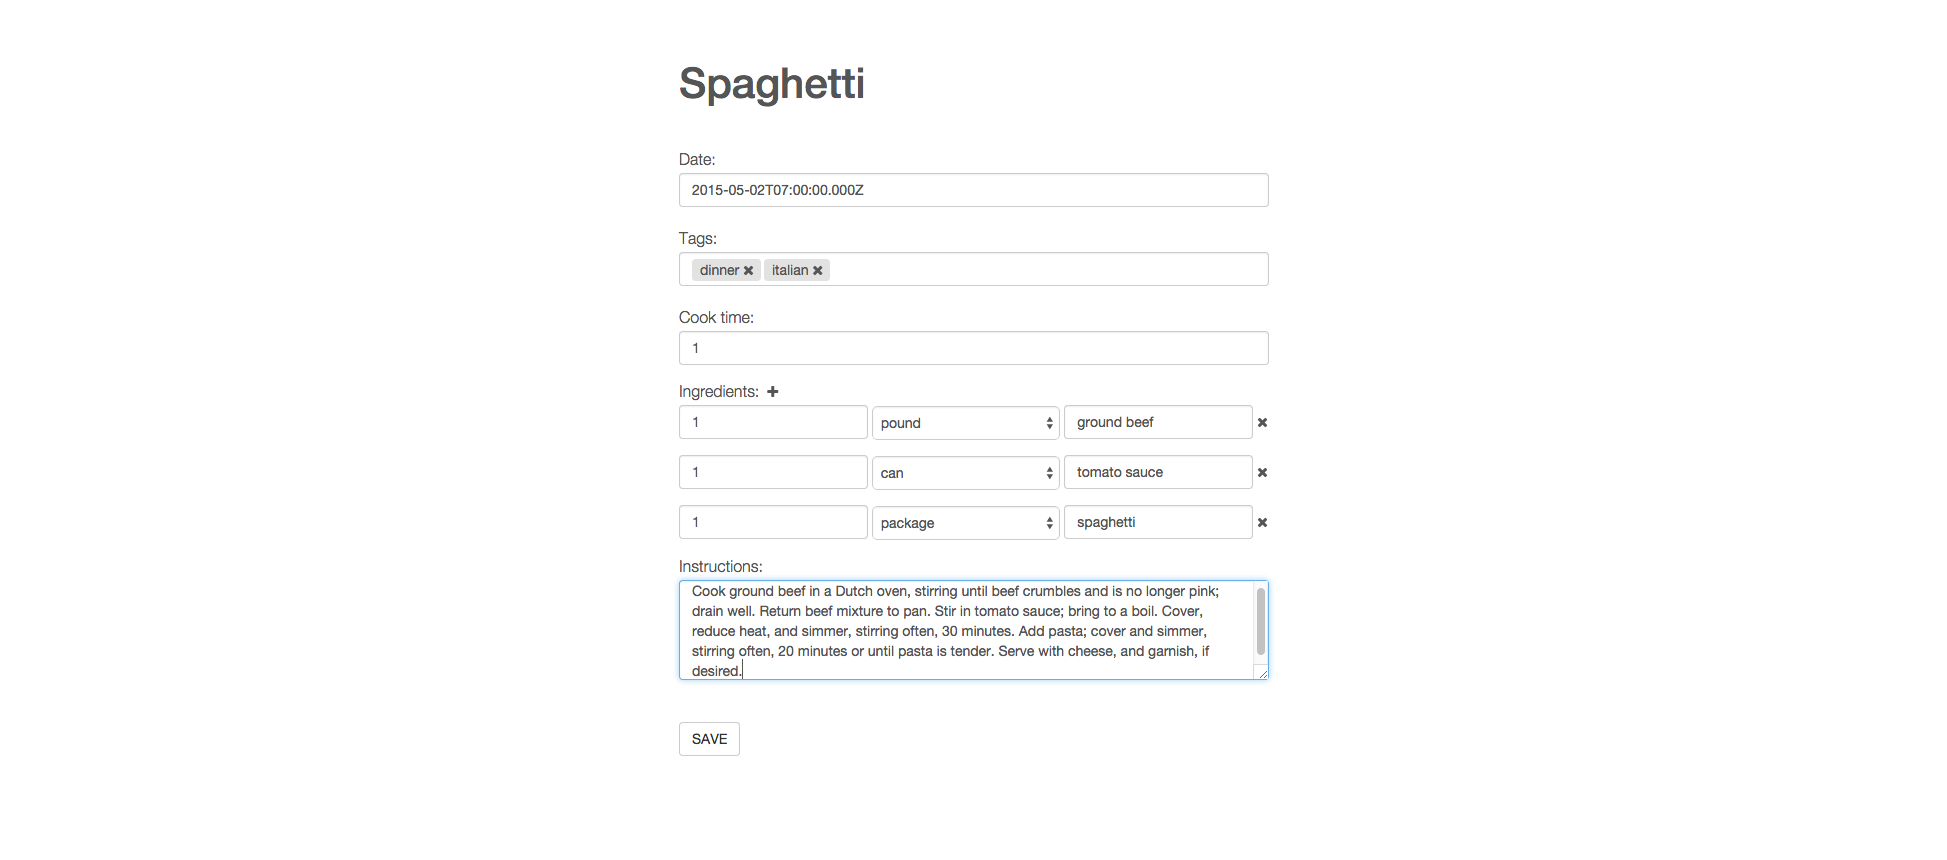 Spaghetti
Date:
2015-05-02T07:00:00.000Z
Tags:
dinner ✖ italian ✖
Cook time:
1
Ingredients: +
1 pound ground beef ✖
1 can tomato sauce ✖
1 package spaghetti ✖
Instructions:
Cook ground beef in a Dutch oven, stirring until beef crumbles and is no longer pink;
drain well. Return beef mixture to pan. Stir in tomato sauce; bring to a boil. Cover,
reduce heat, and simmer, stirring often, 30 minutes. Add pasta; cover and simmer,
stirring often, 20 minutes or until pasta is tender. Serve with cheese, and garnish, if
desired.
SAVE